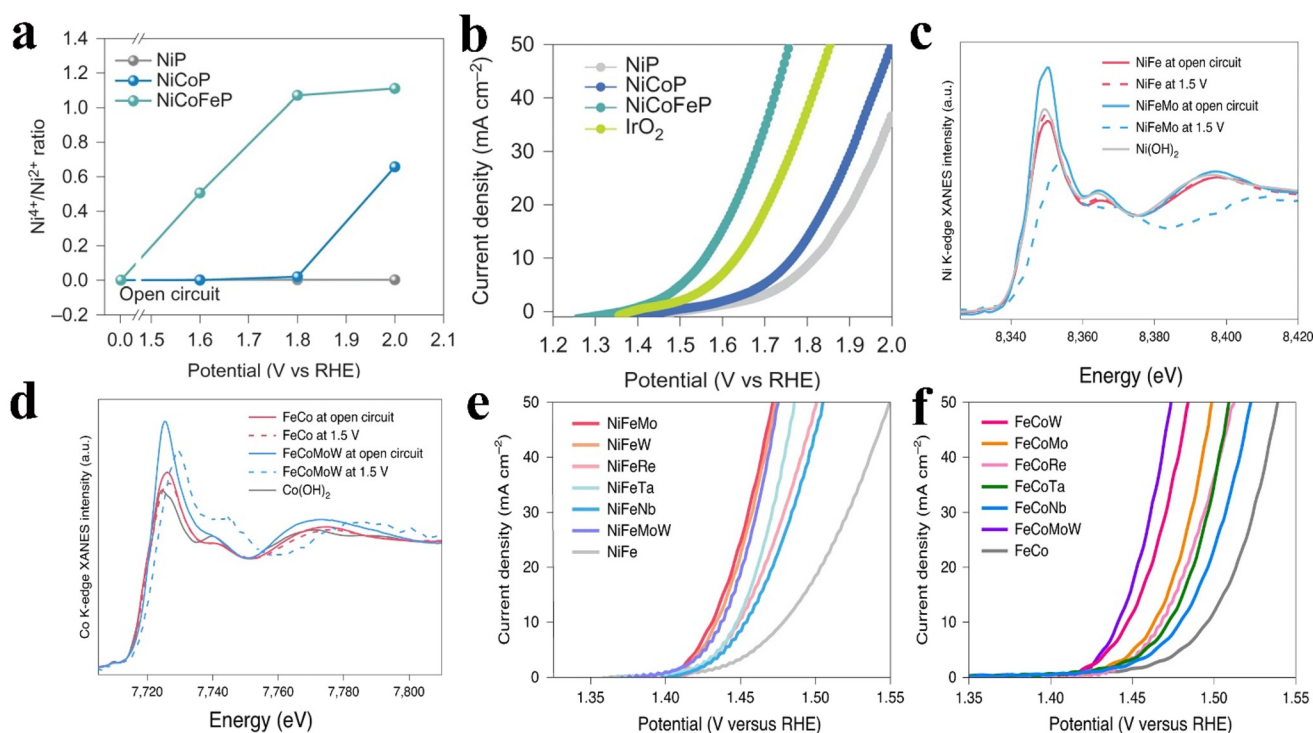 a
1.4
1.2
1.0
0.8
0.6
0.4
0.2
0.0
–0.2
Ni4+/Ni2+ ratio
NiP
NiCoP
NiCoFeP
Open circuit
0.0 1.5 1.6 1.7 1.8 1.9 2.0 2.1
Potential (V vs RHE)
b
50
40
30
20
10
0
Current density (mA cm–2)
NiP
NiCoP
NiCoFeP
IrO2
1.2 1.3 1.4 1.5 1.6 1.7 1.8 1.9 2.0
Potential (V vs RHE)
c
Ni K-edge XANES intensity (a.u.)
NiFe at open circuit
NiFe at 1.5 V
NiFeMo at open circuit
NiFeMo at 1.5 V
Ni(OH)2
8,340 8,360 8,380 8,400 8,420
Energy (eV)
d
Co K-edge XANES intensity (a.u.)
FeCo at open circuit
FeCo at 1.5 V
FeCoMoW at open circuit
FeCoMoW at 1.5 V
Co(OH)2
7,720 7,740 7,760 7,780 7,800
Energy (eV)
e
50
40
30
20
10
0
Current density (mA cm–2)
NiFeMo
NiFeW
NiFeRe
NiFeTa
NiFeNb
NiFeMoW
NiFe
1.35 1.40 1.45 1.50 1.55
Potential (V versus RHE)
f
50
40
30
20
10
0
Current density (mA cm–2)
FeCoW
FeCoMo
FeCoRe
FeCoTa
FeCoNb
FeCoMoW
FeCo
1.35 1.40 1.45 1.50 1.55
Potential (V versus RHE)